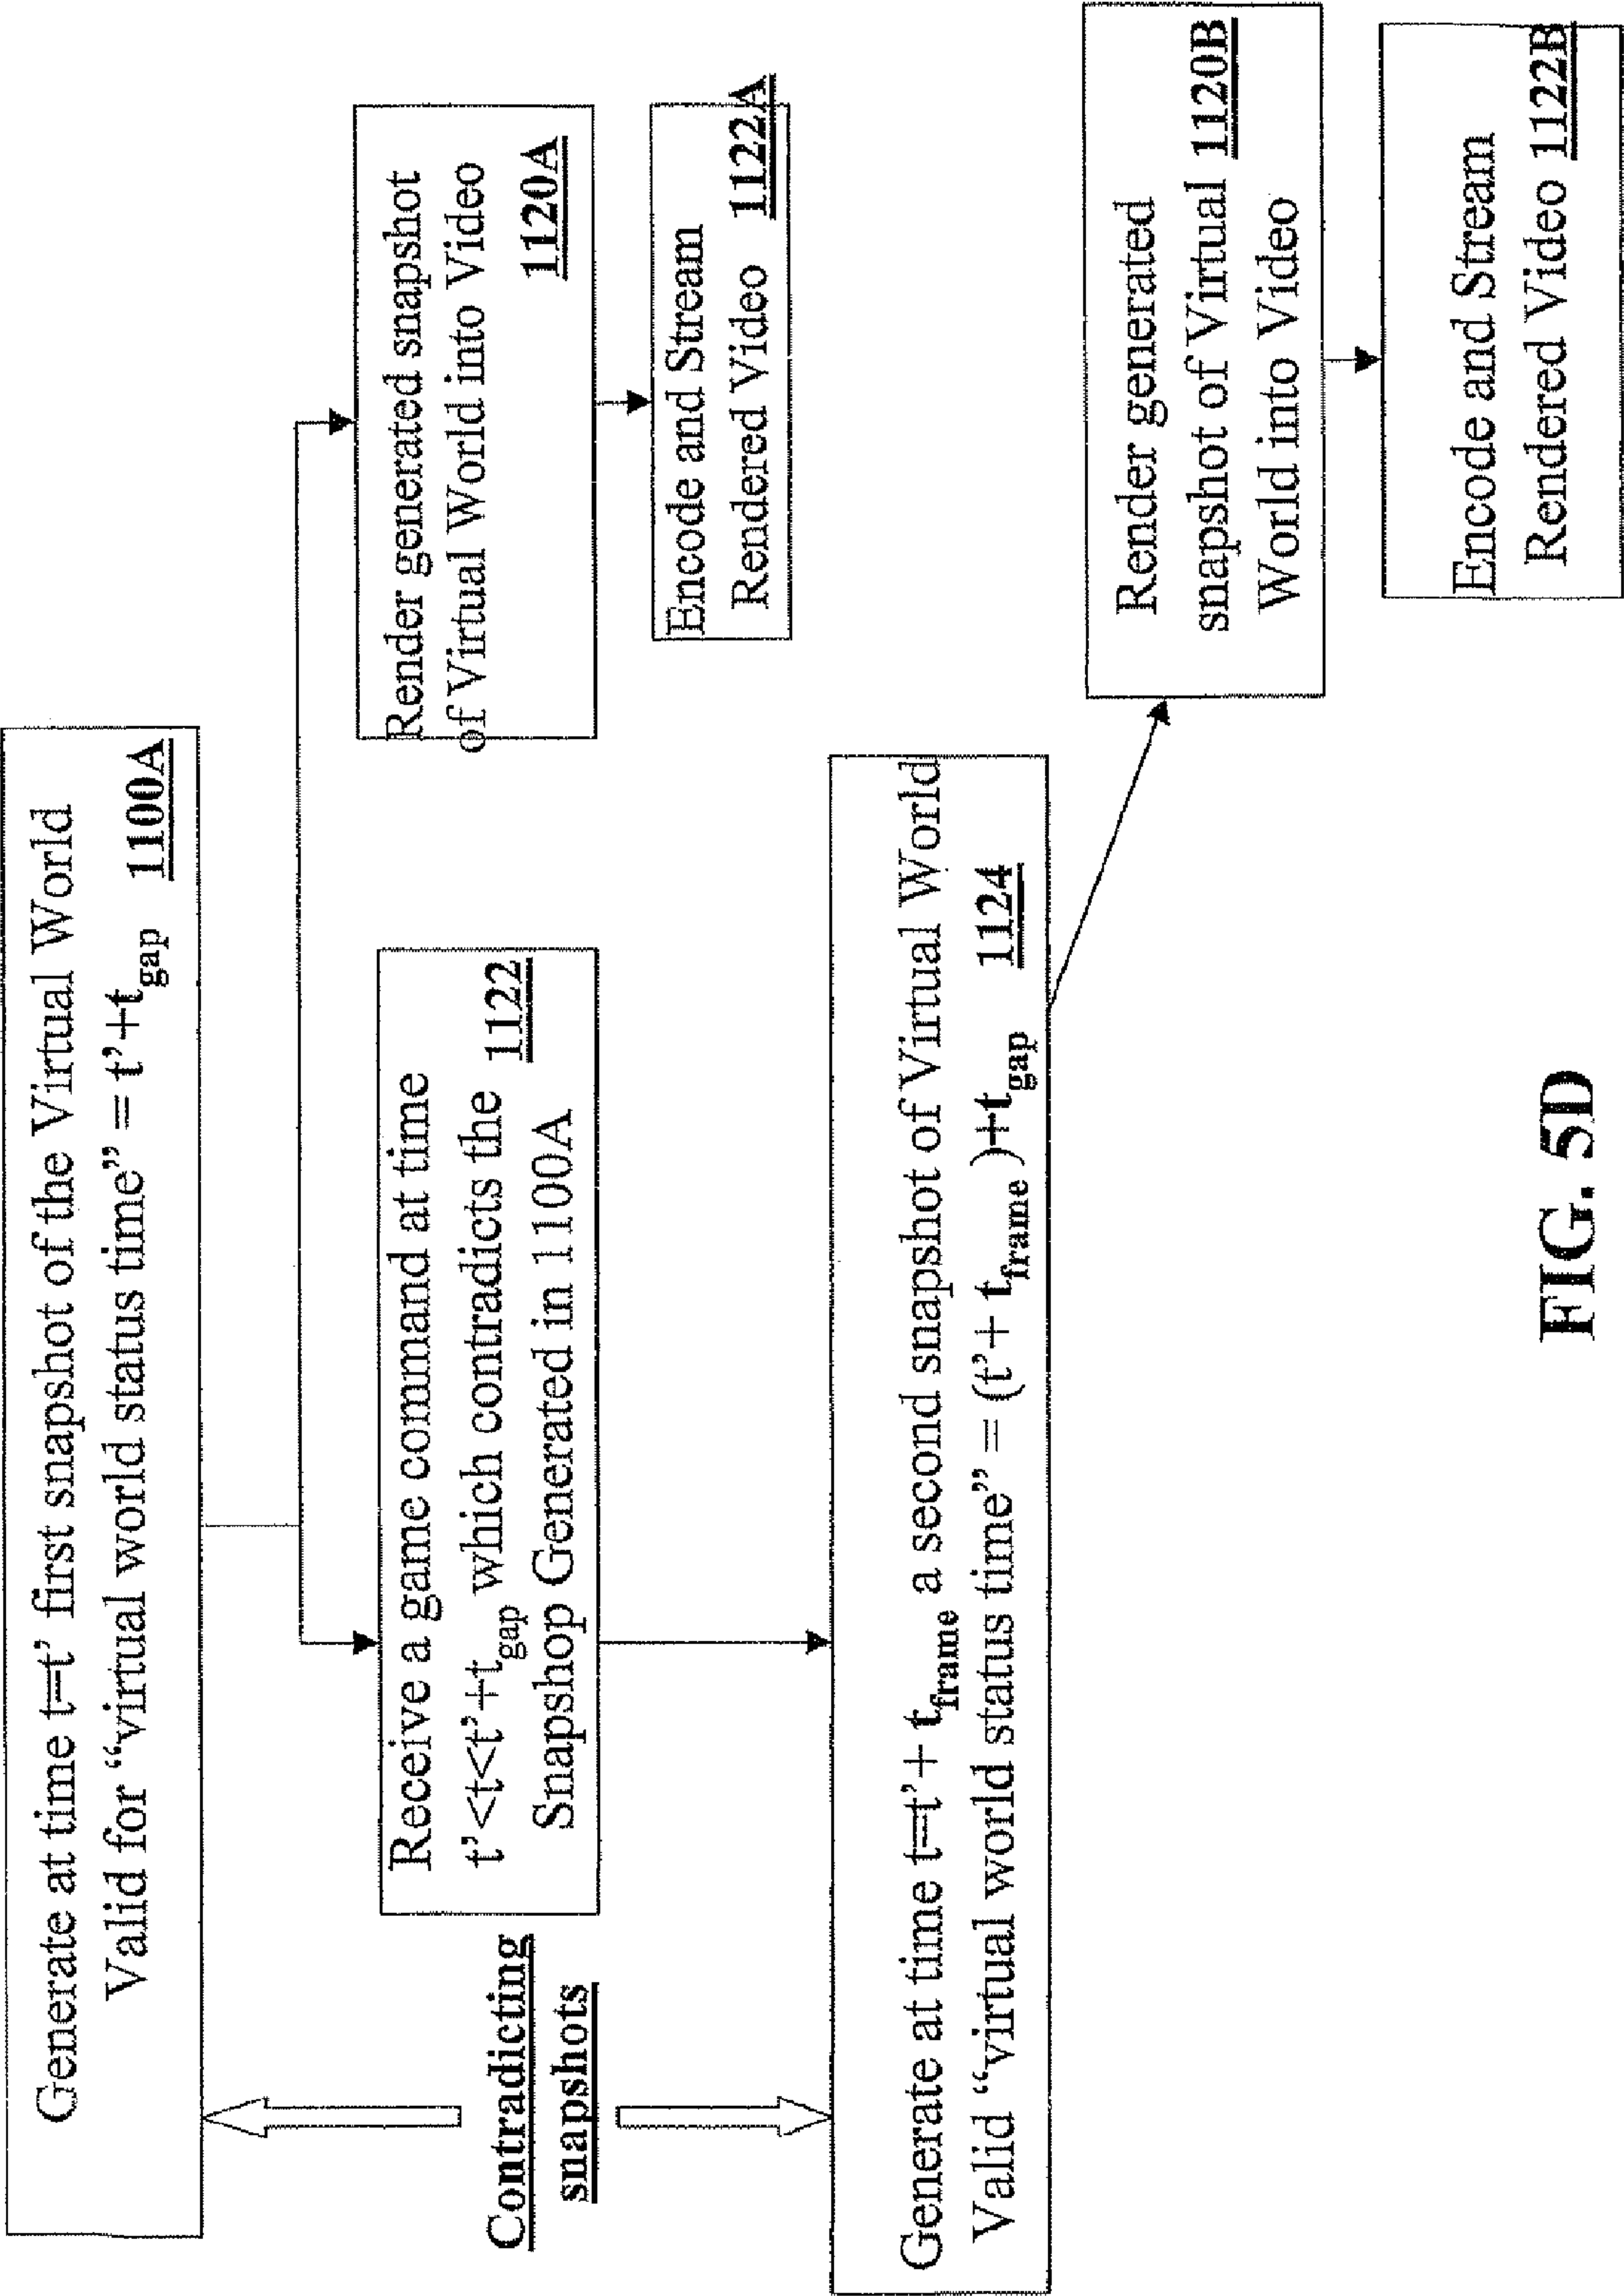 Generate at time t=t' first snapshot of the Virtual World
Valid for “virtual world status time” = t'+tgap 1100A
Receive a game command at time
t'<t<t'+tgap which contradicts the 1122
Snapshop Generated in 1100A
Render generated snapshot
of Virtual World into Video
1120A
Encode and Stream
Rendered Video 1122A
Contradicting
snapshots
Generate at time t=t'+ tframe a second snapshot of Virtual World
Valid “virtual world status time” = (t'+ tframe )+tgap 1124
Render generated
snapshot of Virtual 1120B
World into Video
Encode and Stream
Rendered Video 1122B
FIG. 5D